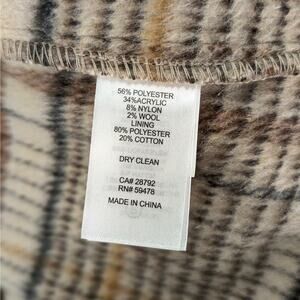 56% POLYESTER
34%ACRYLIC
8% NYLON
2% WOOL
LINING
80% POLYESTER
20% COTTON
DRY CLEAN
CA# 28792
RN# 59478
MADE IN CHINA